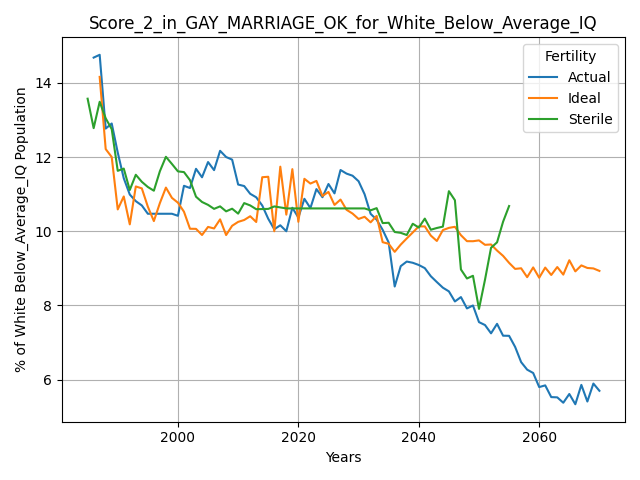 Score_2_in_GAY_MARRIAGE_OK_for_White_Below_Average_IQ
% of White Below_Average_IQ Population
14
12
10
8
6
2000 2020 2040 2060
Years
Fertility
Actual
Ideal
Sterile